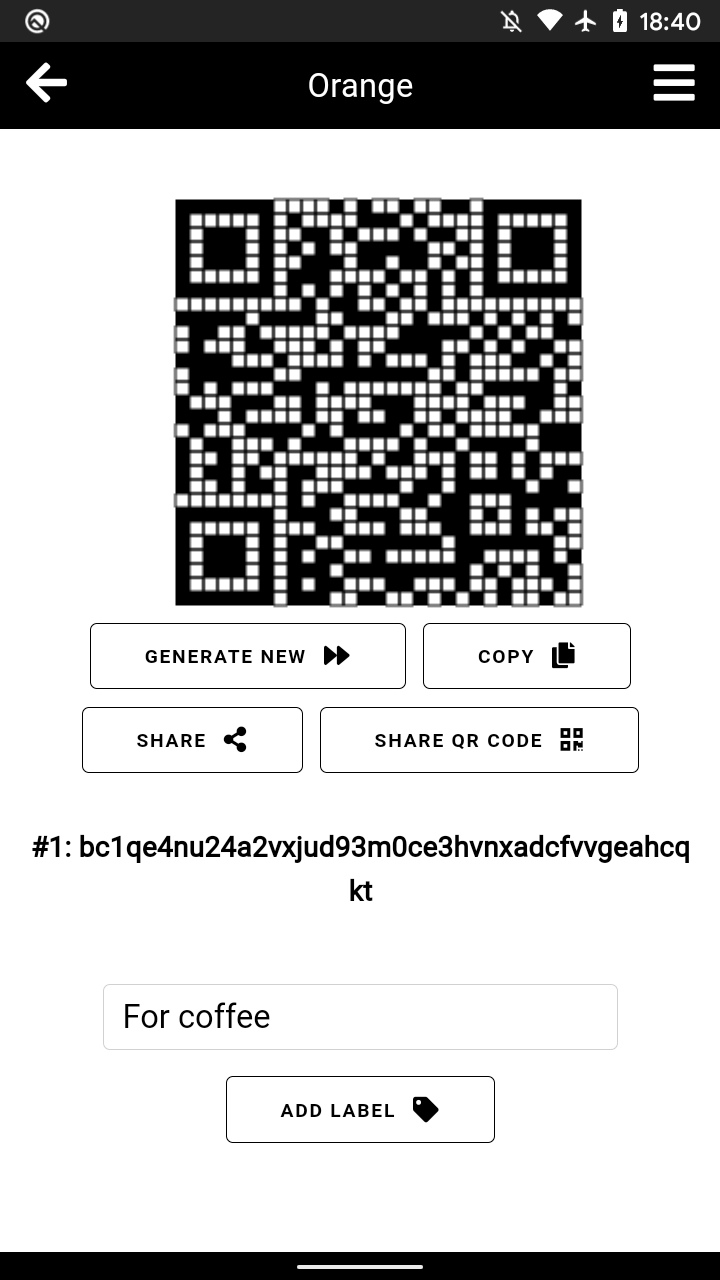 18:40
Orange
GENERATE NEW
COPY
SHARE
SHARE QR CODE
#1: bc1qe4nu24a2vxjud93m0ce3hvnxadcfvvgeahcq
kt
For coffee
ADD LABEL